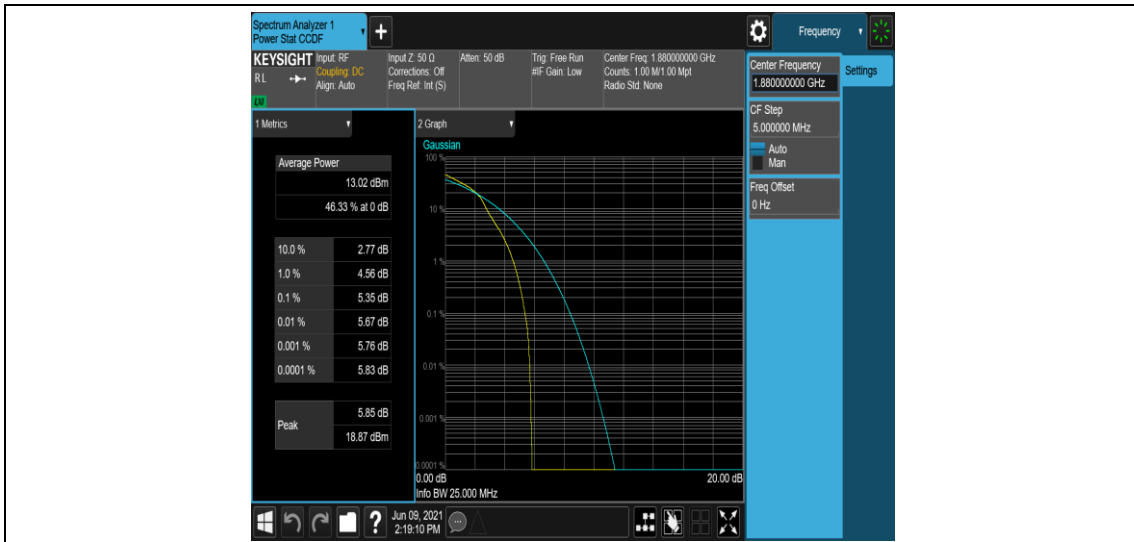 Spectrum Analyzer 1
Power Stat CCDF
+
Frequency
KEYSIGHT
RL
LXI
Input: RF
Coupling: DC
Align: Auto
Input Z: 50 Ω
Corrections: Off
Freq Ref: Int (S)
Atten: 50 dB
Trig: Free Run
#IF Gain: Low
Center Freq: 1.880000000 GHz
Counts: 1.00 M/1.00 Mpt
Radio Std: None
Center Frequency
1.880000000 GHz
Settings
CF Step
5.000000 MHz
Auto
Man
Freq Offset
0 Hz
1 Metrics
Average Power
13.02 dBm
46.33 % at 0 dB
10.0 % 2.77 dB
1.0 % 4.56 dB
0.1 % 5.35 dB
0.01 % 5.67 dB
0.001 % 5.76 dB
0.0001 % 5.83 dB
Peak
5.85 dB
18.87 dBm
2 Graph
Gaussian
100 %
10 %
1 %
0.1 %
0.01 %
0.001 %
0.0001 %
0.00 dB
20.00 dB
Info BW 25.000 MHz
?
Jun 09, 2021
2:19:10 PM